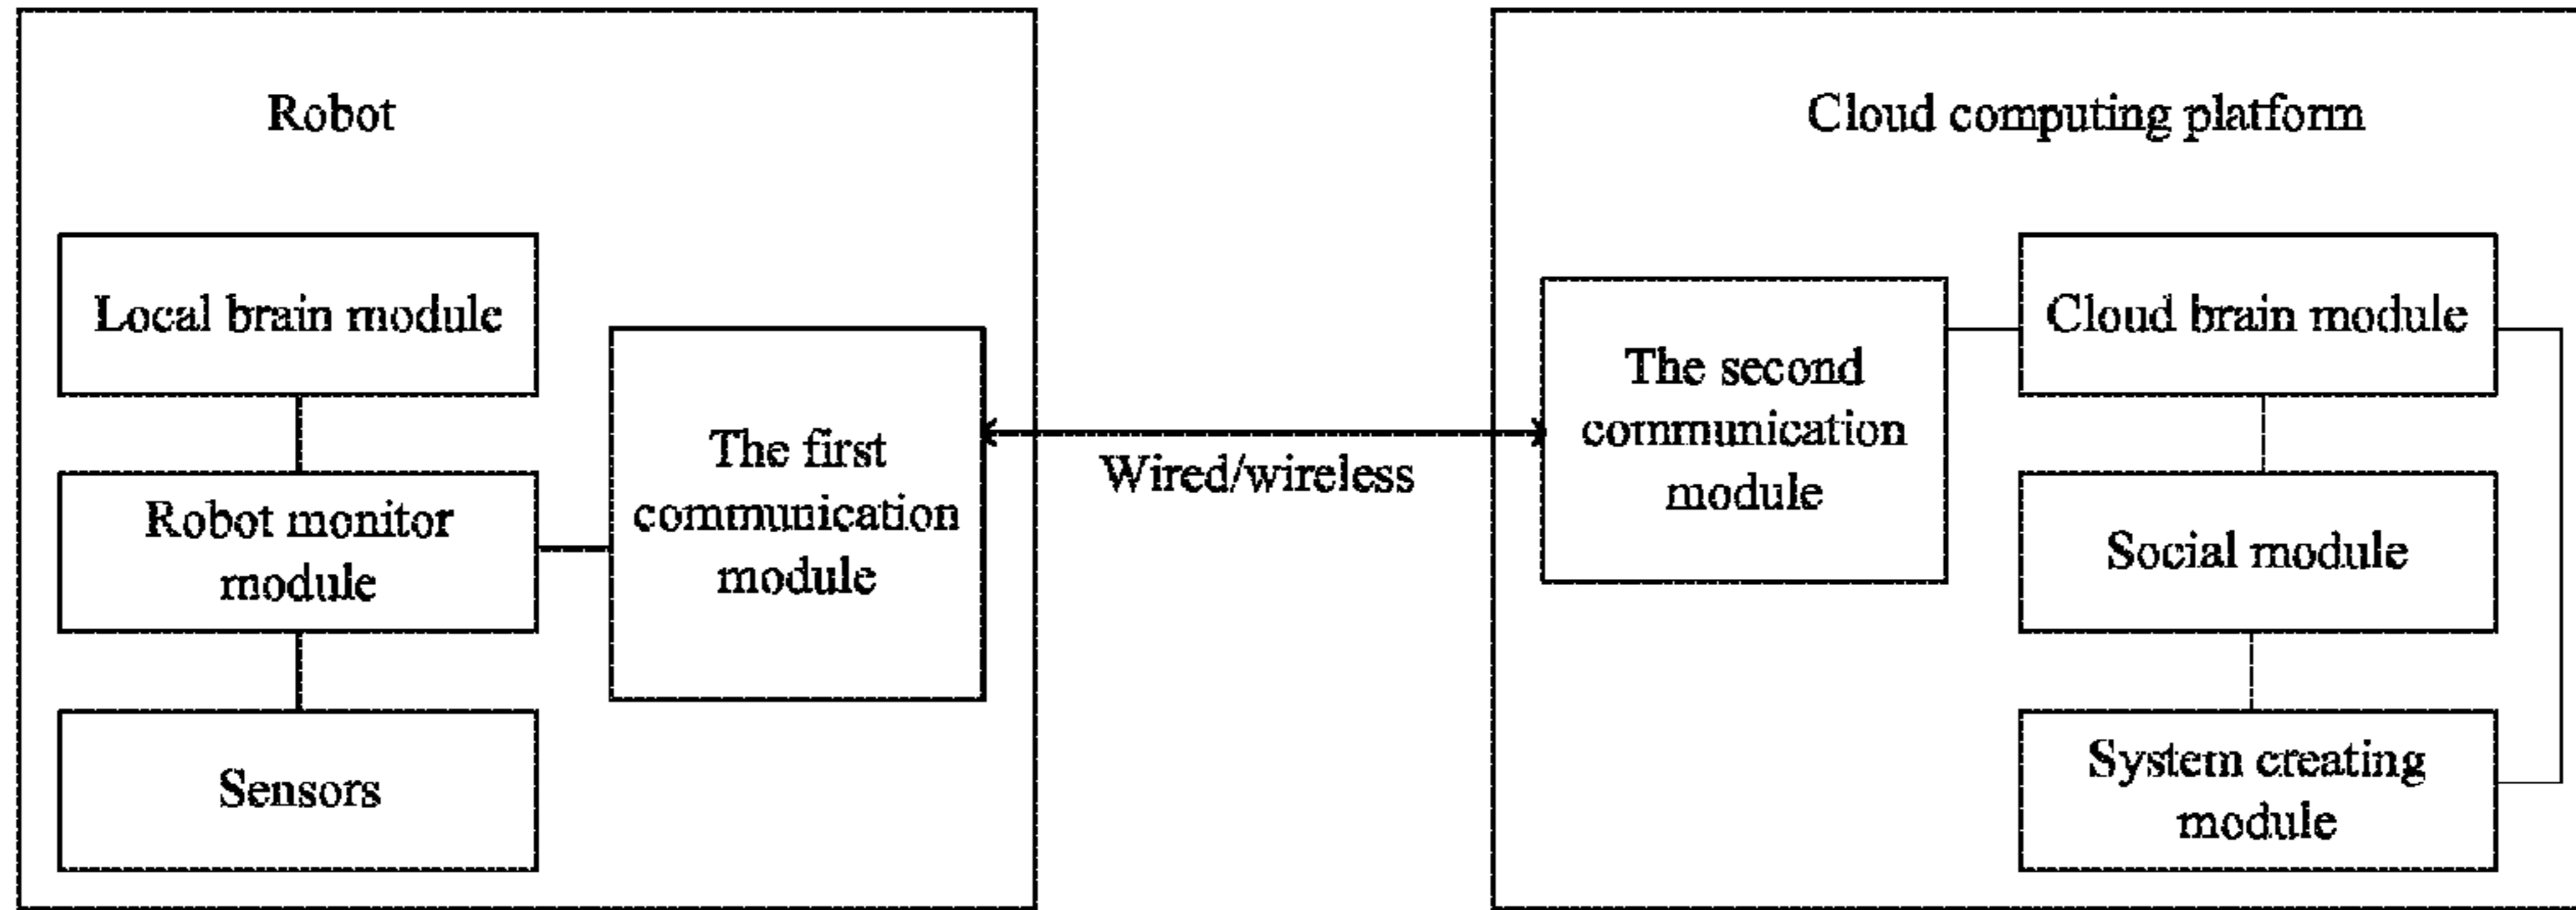 Robot
Local brain module
Robot monitor
module
Sensors
The first
communication
module
Wired/wireless
Cloud computing platform
The second
communication
module
Cloud brain module
Social module
System creating
module